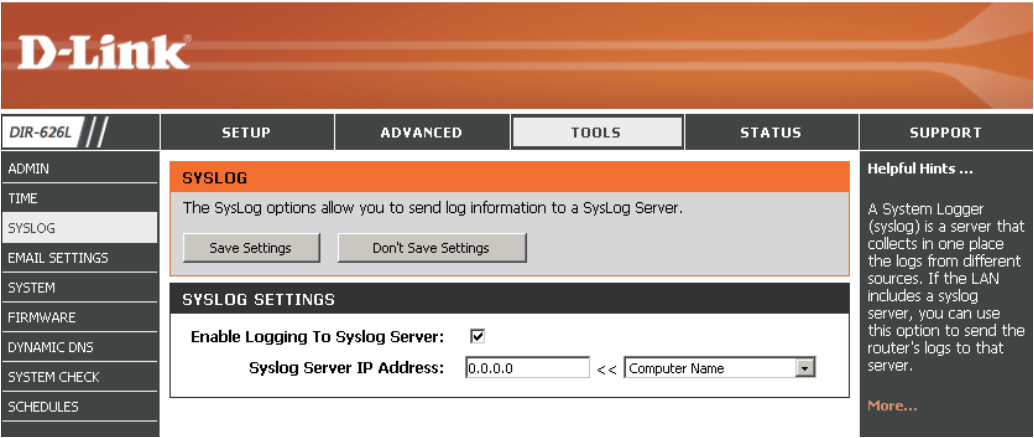 D-Link
DIR-626L
SETUP
ADVANCED
TOOLS
STATUS
SUPPORT
ADMIN
TIME
SYSLOG
EMAIL SETTINGS
SYSTEM
FIRMWARE
DYNAMIC DNS
SYSTEM CHECK
SCHEDULES
SYSLOG
The SysLog options allow you to send log information to a SysLog Server.
Save Settings
Don't Save Settings
SYSLOG SETTINGS
Enable Logging To Syslog Server:
Syslog Server IP Address: 0.0.0.0 << Computer Name
Helpful Hints ...
A System Logger
(syslog) is a server that
collects in one place
the logs from different
sources. If the LAN
includes a syslog
server, you can use
this option to send the
router's logs to that
server.
More...